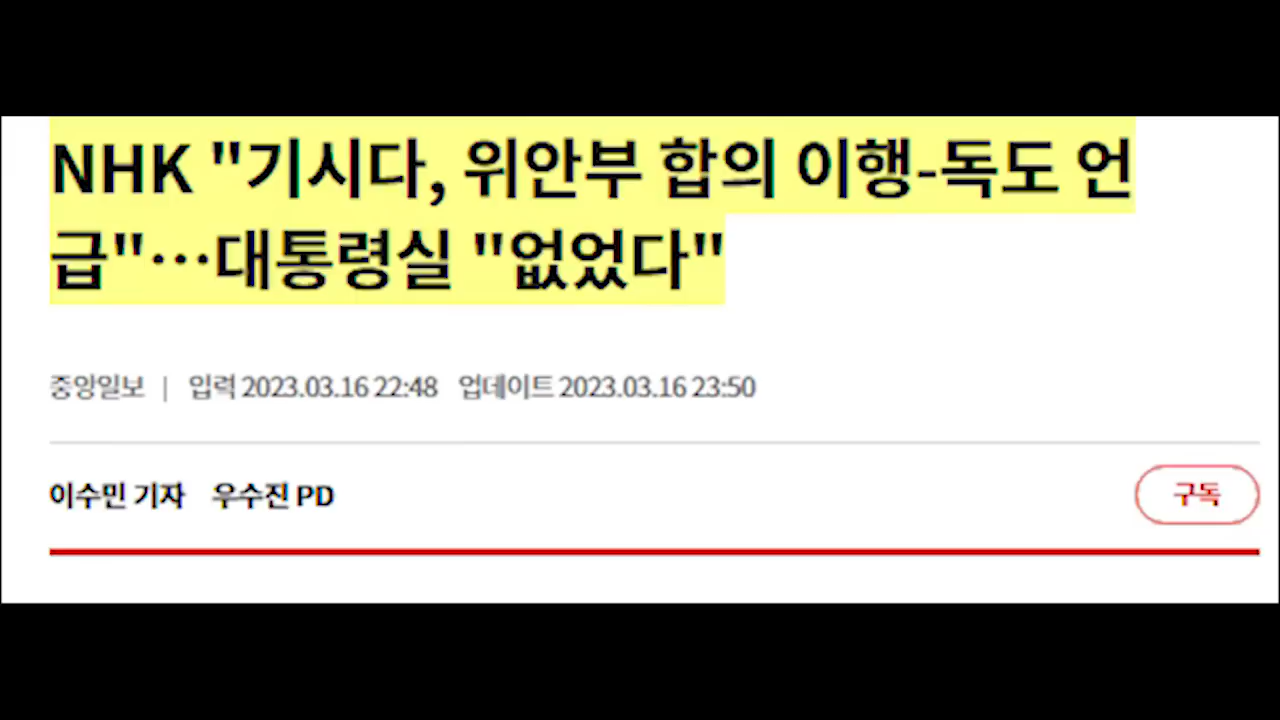 NHK "기시다, 위안부 합의 이행-독도 언
급"…대통령실 "없었다"
중앙일보 | 입력 2023.03.16 22:48 업데이트 2023.03.16 23:50
이수민 기자 우수진 PD
구독